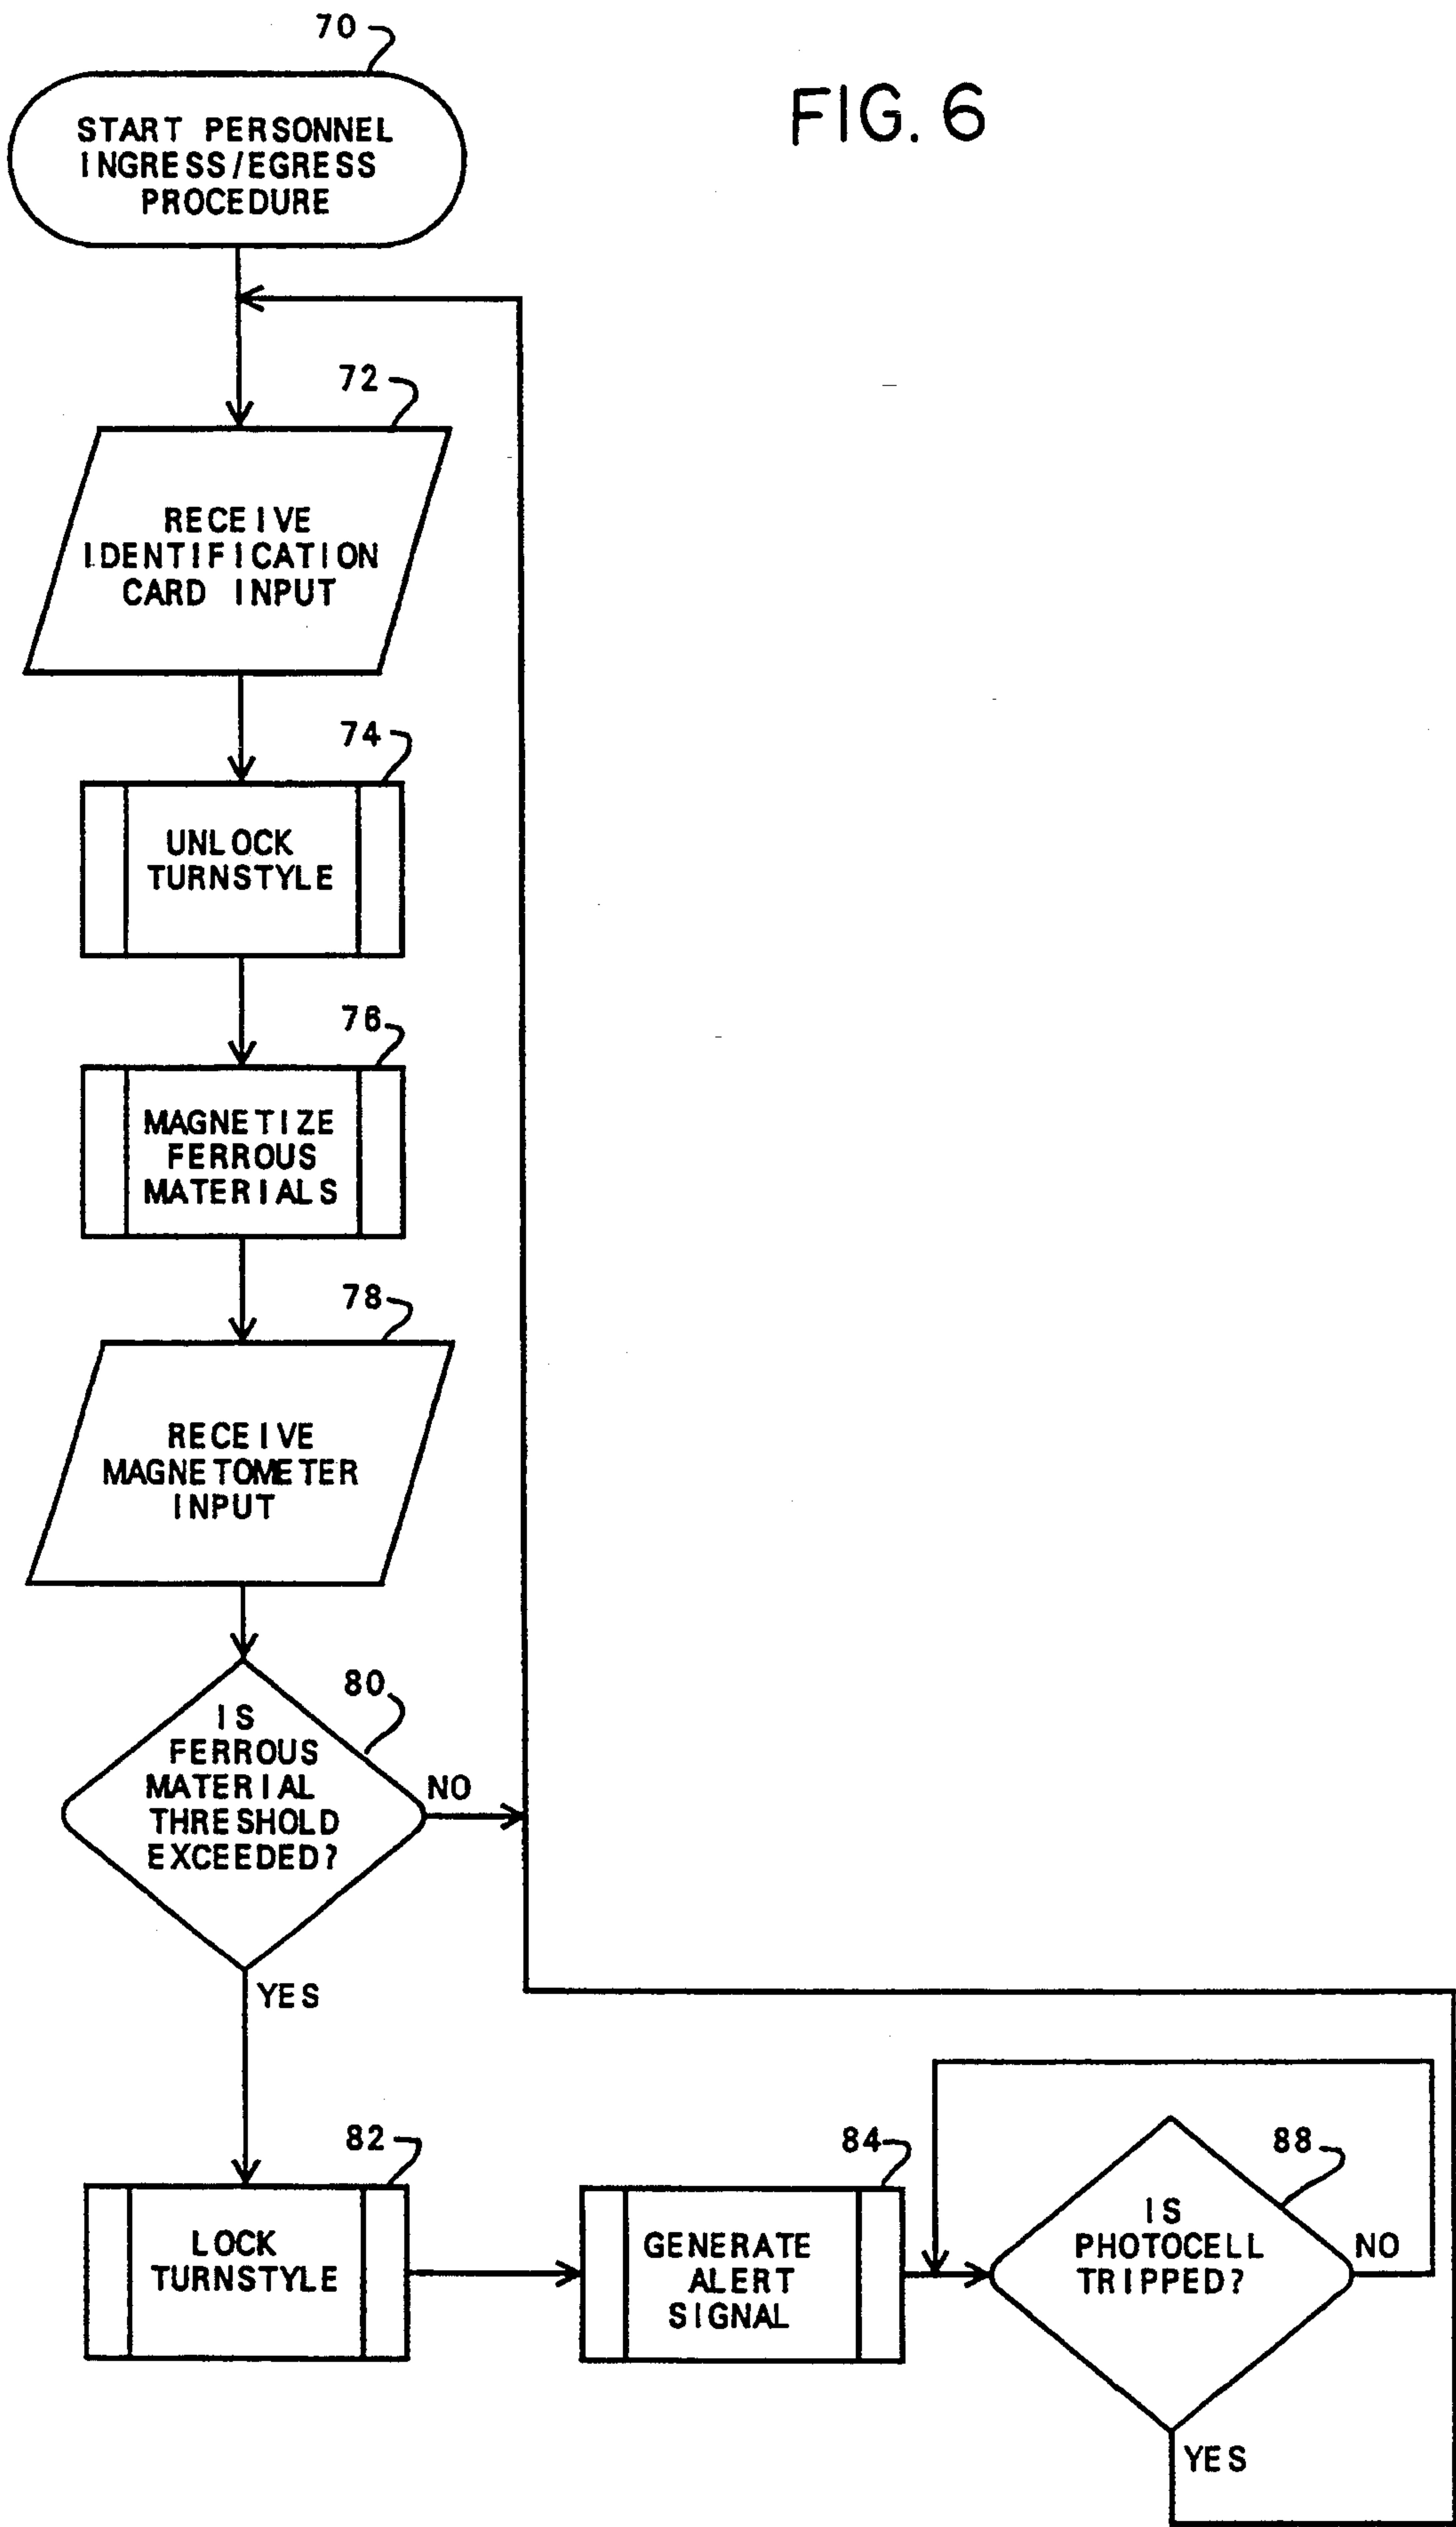 70
FIG. 6
START PERSONNEL
INGRESS/EGRESS
PROCEDURE
72
RECEIVE
IDENTIFICATION
CARD INPUT
74
UNLOCK
TURNSTYLE
76
MAGNETIZE
FERROUS
MATERIALS
78
RECEIVE
MAGNETOMETER
INPUT
80
IS
FERROUS
MATERIAL
THRESHOLD
EXCEEDED?
NO
YES
82
LOCK
TURNSTYLE
84
GENERATE
ALERT
SIGNAL
88
IS
PHOTOCELL
TRIPPED?
NO
YES